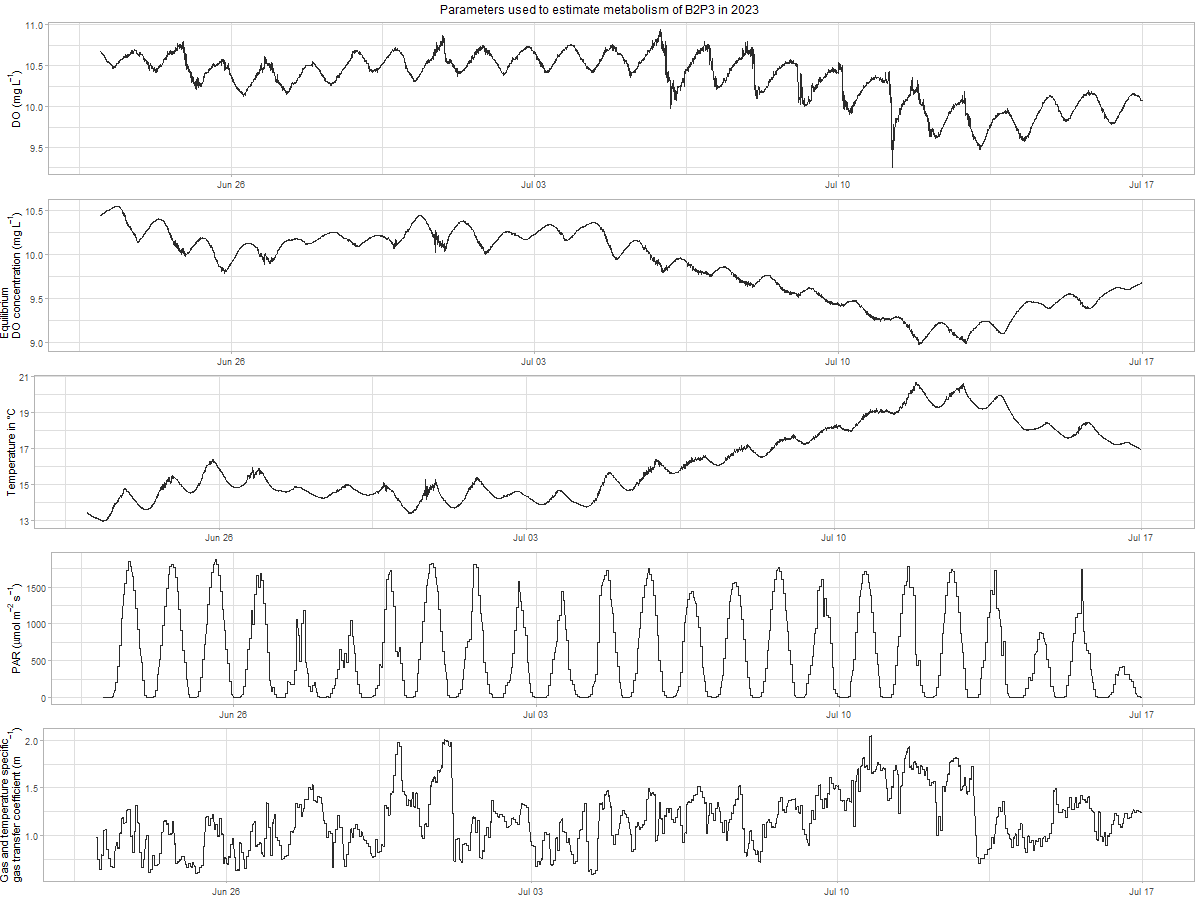 Parameters used to estimate metabolism of B2P3 in 2023
DO (mg l⁻¹)
11.0
10.5
10.0
9.5
Jun 26 Jul 03 Jul 10 Jul 17
Equilibrium
DO concentration (mg L⁻¹)
10.5
10.0
9.5
9.0
Jun 26 Jul 03 Jul 10 Jul 17
Temperature in °C
21
19
17
15
13
Jun 26 Jul 03 Jul 10 Jul 17
PAR (umol m⁻² s⁻¹)
1500
1000
500
0
Jun 26 Jul 03 Jul 10 Jul 17
Gas and temperature specific
gas transfer coefficient (m⁻¹)
2.0
1.5
1.0
Jun 26 Jul 03 Jul 10 Jul 17